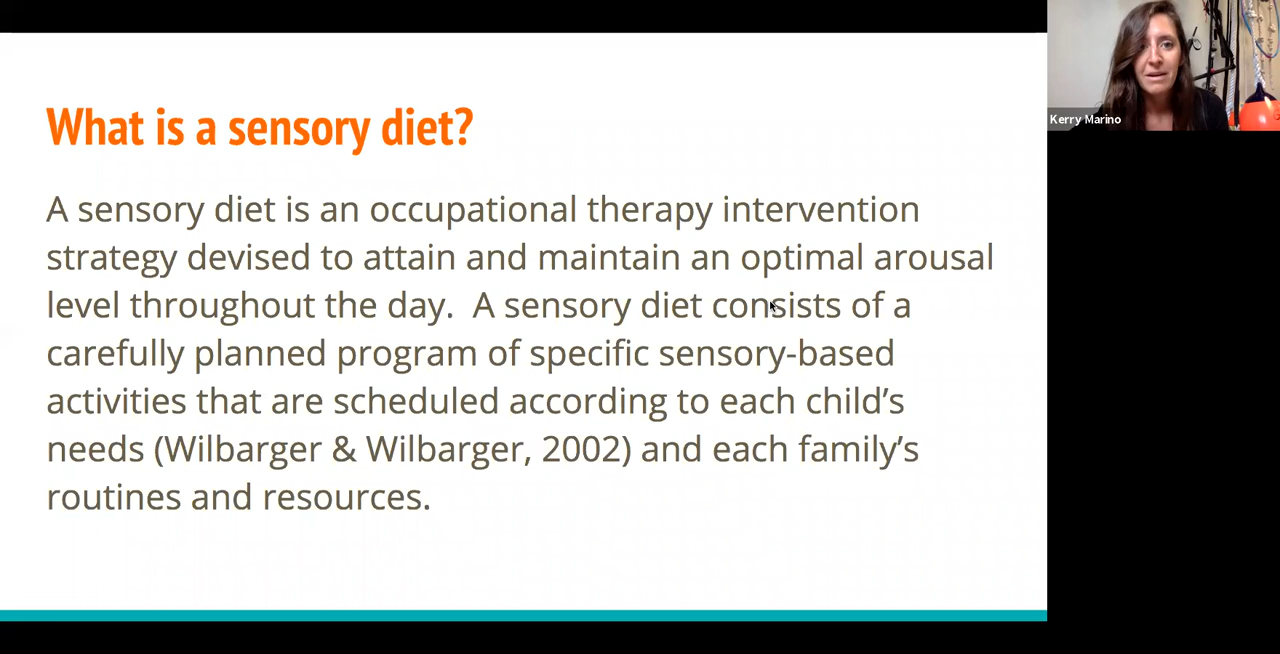 What is a sensory diet?
A sensory diet is an occupational therapy intervention
strategy devised to attain and maintain an optimal arousal
level throughout the day.  A sensory diet consists of a
carefully planned program of specific sensory-based
activities that are scheduled according to each child’s
needs (Wilbarger & Wilbarger, 2002) and each family’s
routines and resources.
Kerry Marino